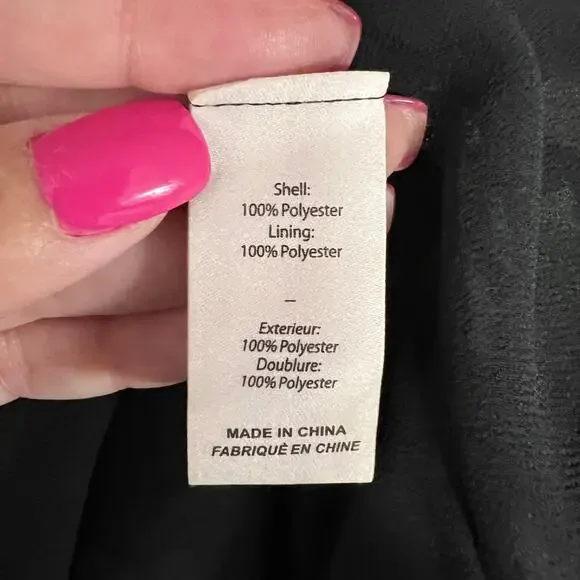 Shell:
100% Polyester
Lining:
100% Polyester
–
Exterieur:
100% Polyester
Doublure:
100% Polyester
MADE IN CHINA
FABRIQUÈ EN CHINE